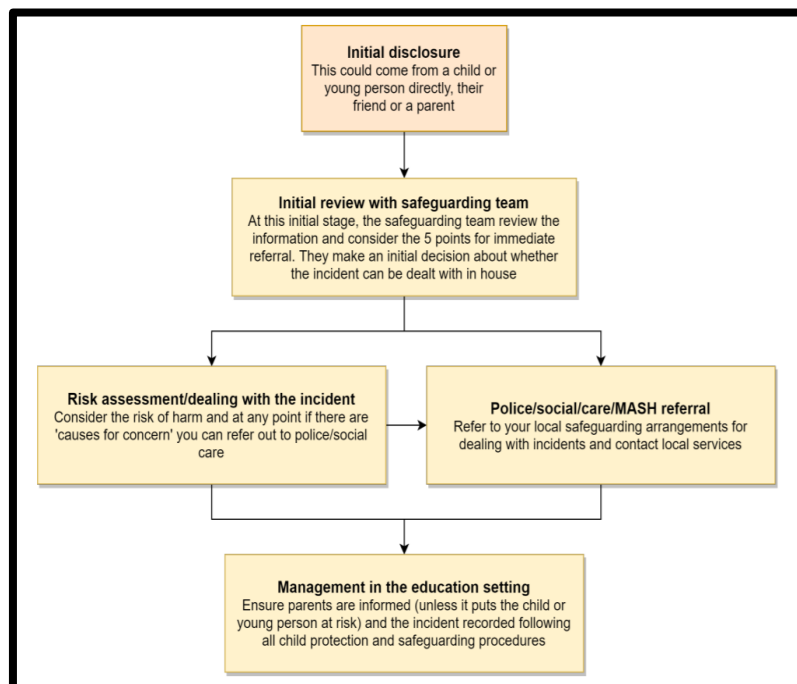 Initial disclosure
This could come from a child or
young person directly, their
friend or a parent
Initial review with safeguarding team
At this initial stage, the safeguarding team review the
information and consider the 5 points for immediate
referral. They make an initial decision about whether
the incident can be dealt with in house
Risk assessment/dealing with the incident
Consider the risk of harm and at any point if there are
'causes for concern' you can refer out to police/social
care
Police/social/care/MASH referral
Refer to your local safeguarding arrangements for
dealing with incidents and contact local services
Management in the education setting
Ensure parents are informed (unless it puts the child or
young person at risk) and the incident recorded following
all child protection and safeguarding procedures